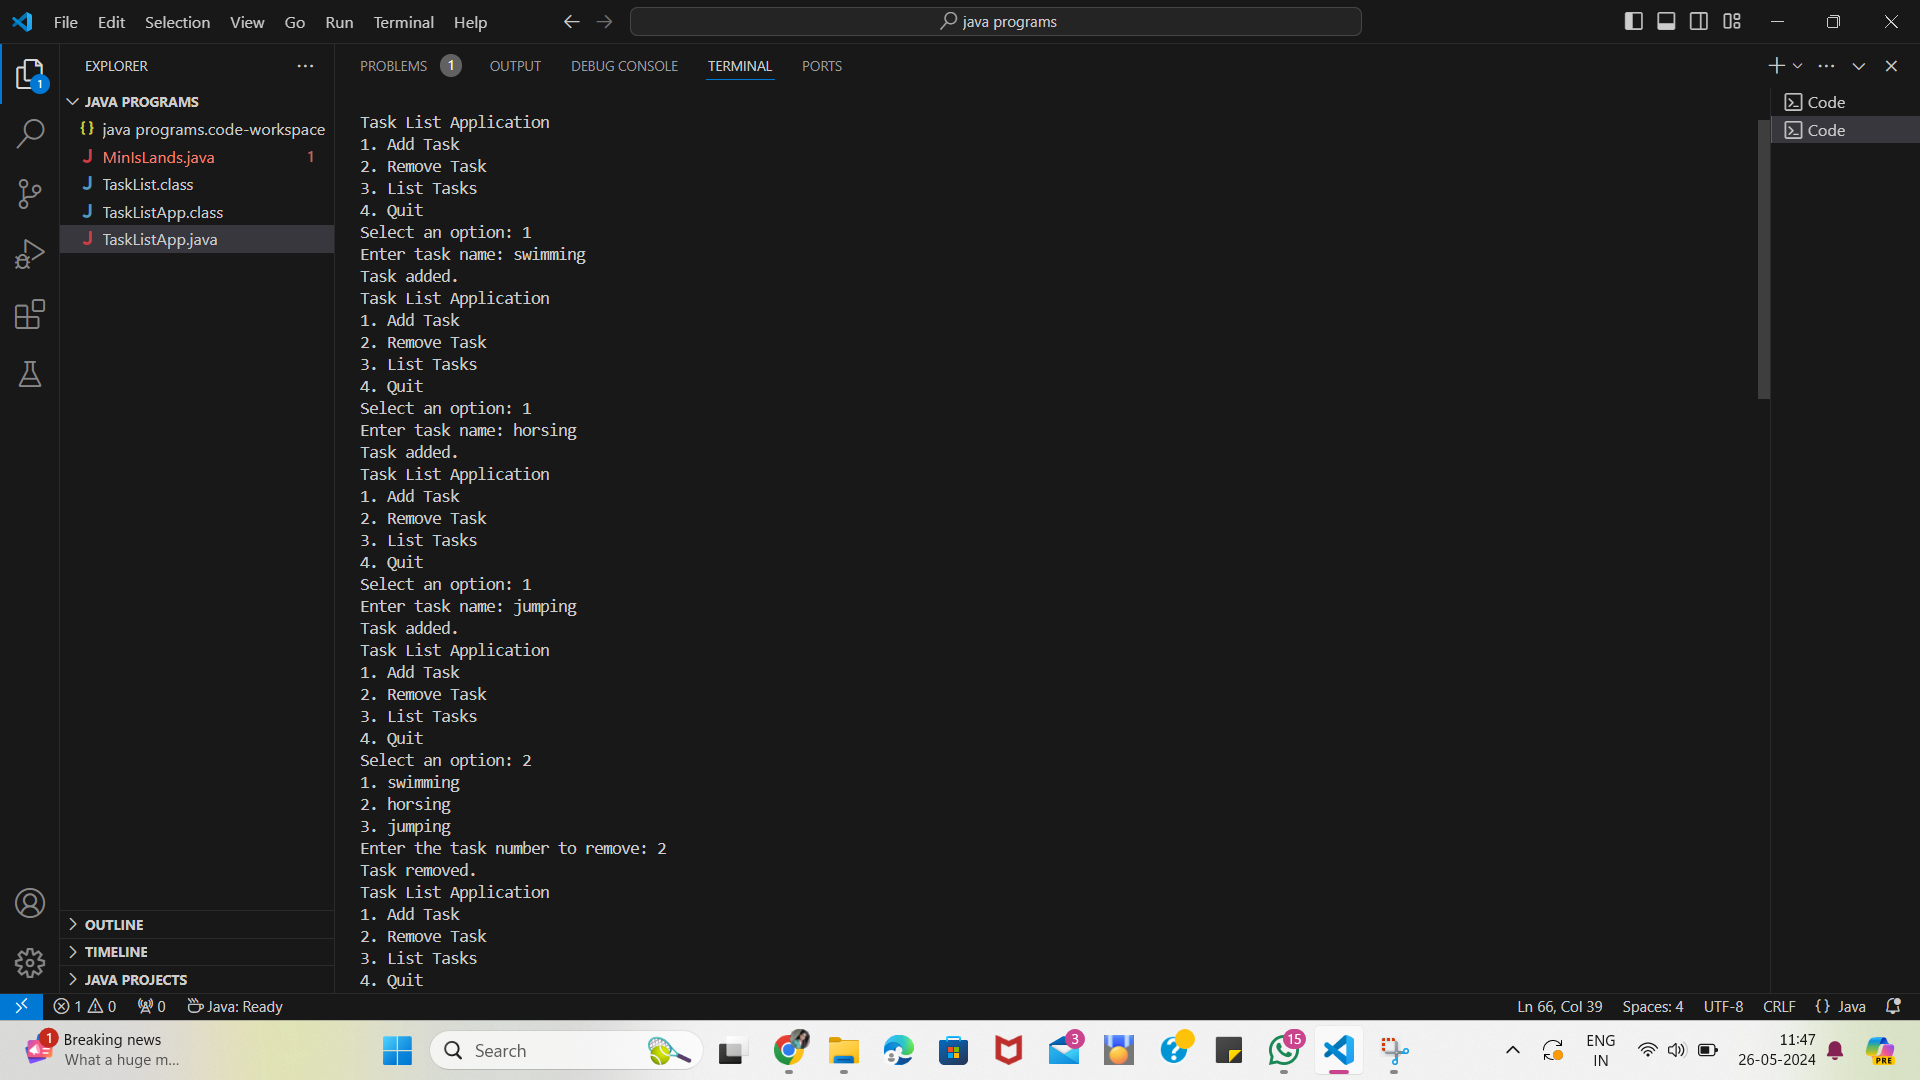 File Edit Selection View Go Run Terminal Help
java programs
EXPLORER
PROBLEMS 1 OUTPUT DEBUG CONSOLE TERMINAL PORTS
1
JAVA PROGRAMS
{} java programs.code-workspace
J MinIsLands.java 1
J TaskList.class
J TaskListApp.class
J TaskListApp.java
Task List Application
1. Add Task
2. Remove Task
3. List Tasks
4. Quit
Select an option: 1
Enter task name: swimming
Task added.
Task List Application
1. Add Task
2. Remove Task
3. List Tasks
4. Quit
Select an option: 1
Enter task name: horsing
Task added.
Task List Application
1. Add Task
2. Remove Task
3. List Tasks
4. Quit
Select an option: 1
Enter task name: jumping
Task added.
Task List Application
1. Add Task
2. Remove Task
3. List Tasks
4. Quit
Select an option: 2
1. swimming
2. horsing
3. jumping
Enter the task number to remove: 2
Task removed.
Task List Application
1. Add Task
2. Remove Task
3. List Tasks
4. Quit
Code
Code
OUTLINE
TIMELINE
JAVA PROJECTS
1 0 0 Java: Ready
Ln 66, Col 39 Spaces: 4 UTF-8 CRLF {} Java
1
Breaking news
What a huge m...
Search
3
15
ENG
IN
11:47
26-05-2024
PRE